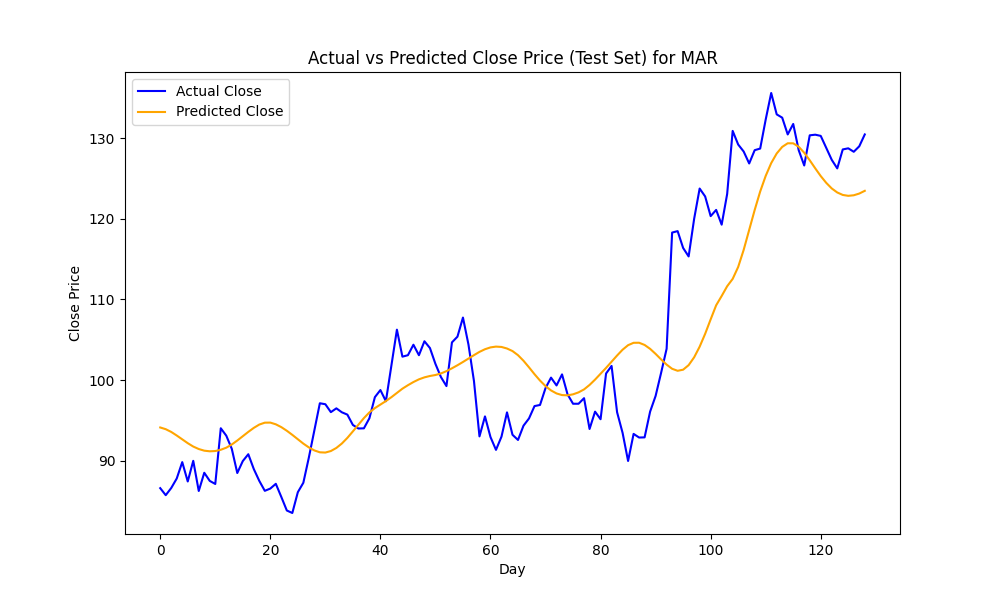 Actual vs Predicted Close Price (Test Set) for MAR
Actual Close
Predicted Close
Close Price
130
120
110
100
90
0 20 40 60 80 100 120
Day